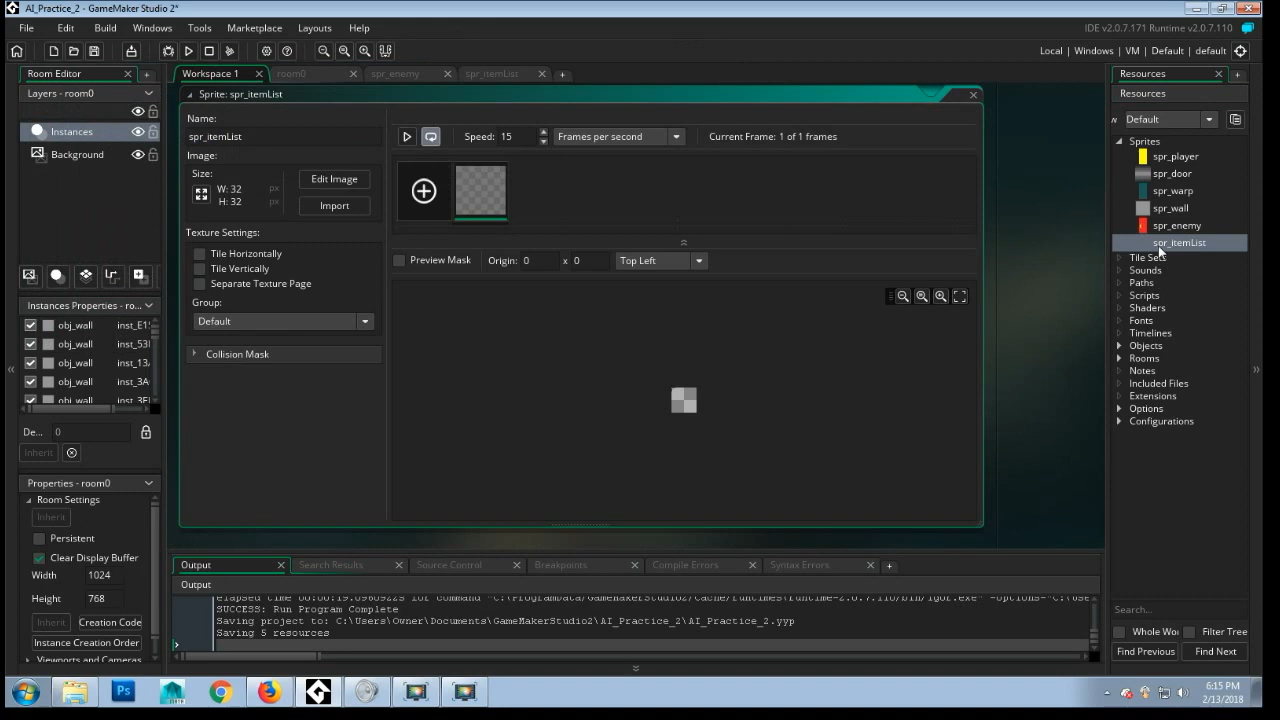 AI_Practice_2 - GameMaker Studio 2*
File Edit Build Windows Tools Marketplace Layouts Help
IDE v2.0.7.171 Runtime v2.0.7.110
Local | Windows | VM | Default | default
Room Editor
Workspace 1 room0 spr_enemy spr_itemList
Resources
Layers - room0
Sprite: spr_itemList
Resources
Name:
spr_itemList
Speed: 15 Frames per second Current Frame: 1 of 1 frames
Default
Instances
Background
Image:
Size:
W: 32 px
H: 32 px
Edit Image
Import
Texture Settings:
Tile Horizontally
Tile Vertically
Separate Texture Page
Group:
Default
Collision Mask
Preview Mask Origin: 0 x 0 Top Left
Sprites
spr_player
spr_door
spr_warp
spr_wall
spr_enemy
spr_itemList
Tile Sets
Sounds
Paths
Scripts
Shaders
Fonts
Timelines
Objects
Rooms
Notes
Included Files
Extensions
Options
Configurations
Instances Properties - ro...
obj_wall inst_E1
obj_wall inst_53
obj_wall inst_13
obj_wall inst_3A
obj_wall inst_3F
De... 0
Inherit
Properties - room0
Room Settings
Inherit
Persistent
Clear Display Buffer
Width 1024
Height 768
Inherit Creation Code
Instance Creation Order
Viewports and Cameras
Output Search Results Source Control Breakpoints Compile Errors Syntax Errors
Output
SUCCESS: Run Program Complete
Saving project to: C:\Users\Owner\Documents\GameMakerStudio2\AI_Practice_2\AI_Practice_2.yyp
Saving 5 resources
Search...
Whole Wo Filter Tree
Find Previous Find Next
Ps
6:15 PM
2/13/2018